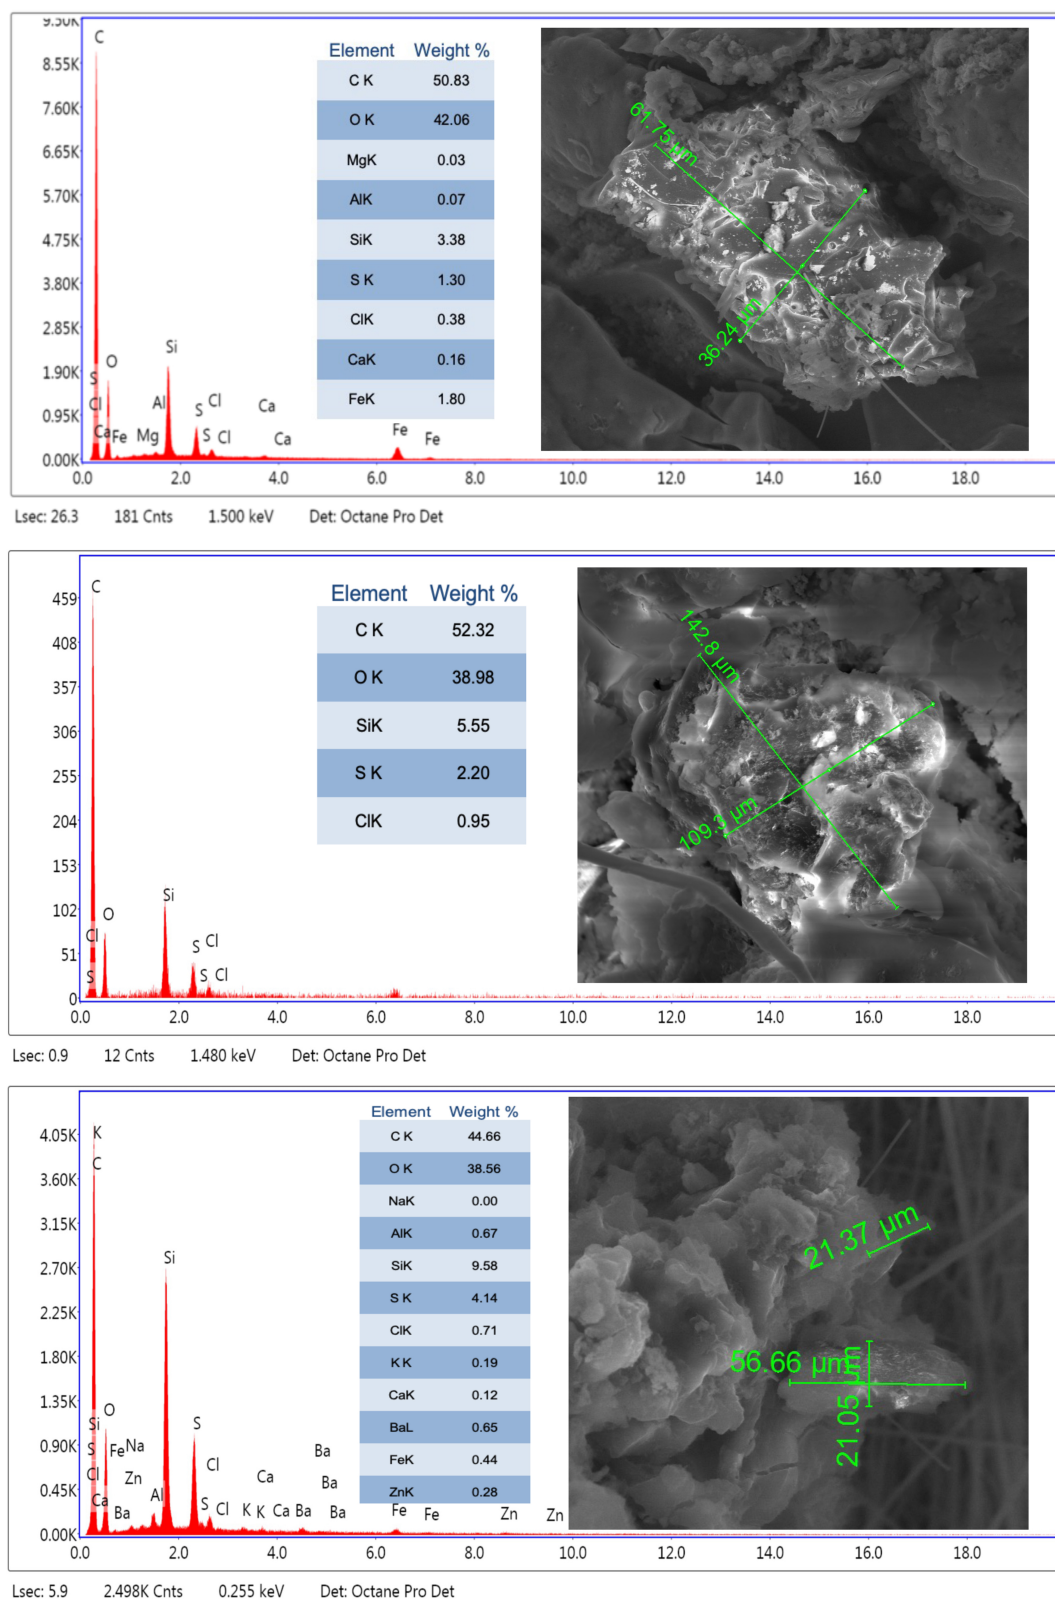 9.50K
8.55K
7.60K
6.65K
5.70K
4.75K
3.80K
2.85K
1.90K
0.95K
0.00K
C
O
S
Cl
Ca Fe Mg Al Si S S Cl Cl Ca Ca Fe Fe
0.0 2.0 4.0 6.0 8.0 10.0 12.0 14.0 16.0 18.0
Element Weight %
C K 50.83
O K 42.06
MgK 0.03
AlK 0.07
SiK 3.38
S K 1.30
ClK 0.38
CaK 0.16
FeK 1.80
61.75 µm
36.24 µm
Lsec: 26.3 181 Cnts 1.500 keV Det: Octane Pro Det
459
408
357
306
255
204
153
102
51
0
C
O
Cl
S
Si S S Cl Cl
0.0 2.0 4.0 6.0 8.0 10.0 12.0 14.0 16.0 18.0
Element Weight %
C K 52.32
O K 38.98
SiK 5.55
S K 2.20
ClK 0.95
142.8 µm
109.3 µm
Lsec: 0.9 12 Cnts 1.480 keV Det: Octane Pro Det
4.05K
3.60K
3.15K
2.70K
2.25K
1.80K
1.35K
0.90K
0.45K
0.00K
K
C
Si O
S Fe Na
Cl Zn
Ca Ba Al Si S S Cl Cl K K Ca Ca Ba Ba Ba Ba Fe Fe Zn Zn
0.0 2.0 4.0 6.0 8.0 10.0 12.0 14.0 16.0 18.0
Element Weight %
C K 44.66
O K 38.56
NaK 0.00
AlK 0.67
SiK 9.58
S K 4.14
ClK 0.71
K K 0.19
CaK 0.12
BaL 0.65
FeK 0.44
ZnK 0.28
21.37 µm
56.66 µm
21.05 µm
Lsec: 5.9 2.498K Cnts 0.255 keV Det: Octane Pro Det